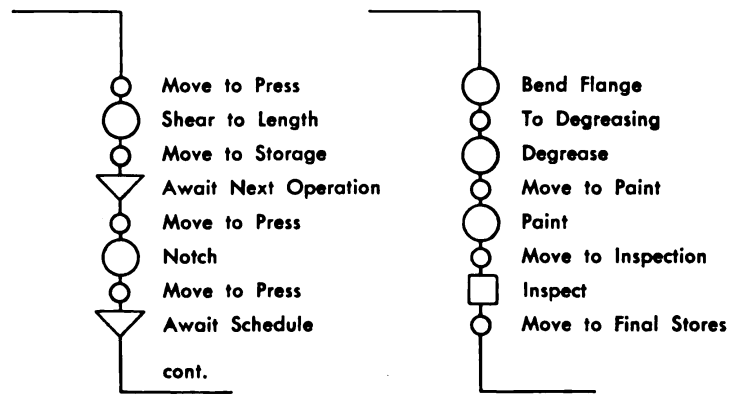 Move to Press
Shear to Length
Move to Storage
Await Next Operation
Move to Press
Notch
Move to Press
Await Schedule
cont.
Bend Flange
To Degreasing
Degrease
Move to Paint
Paint
Move to Inspection
Inspect
Move to Final Stores